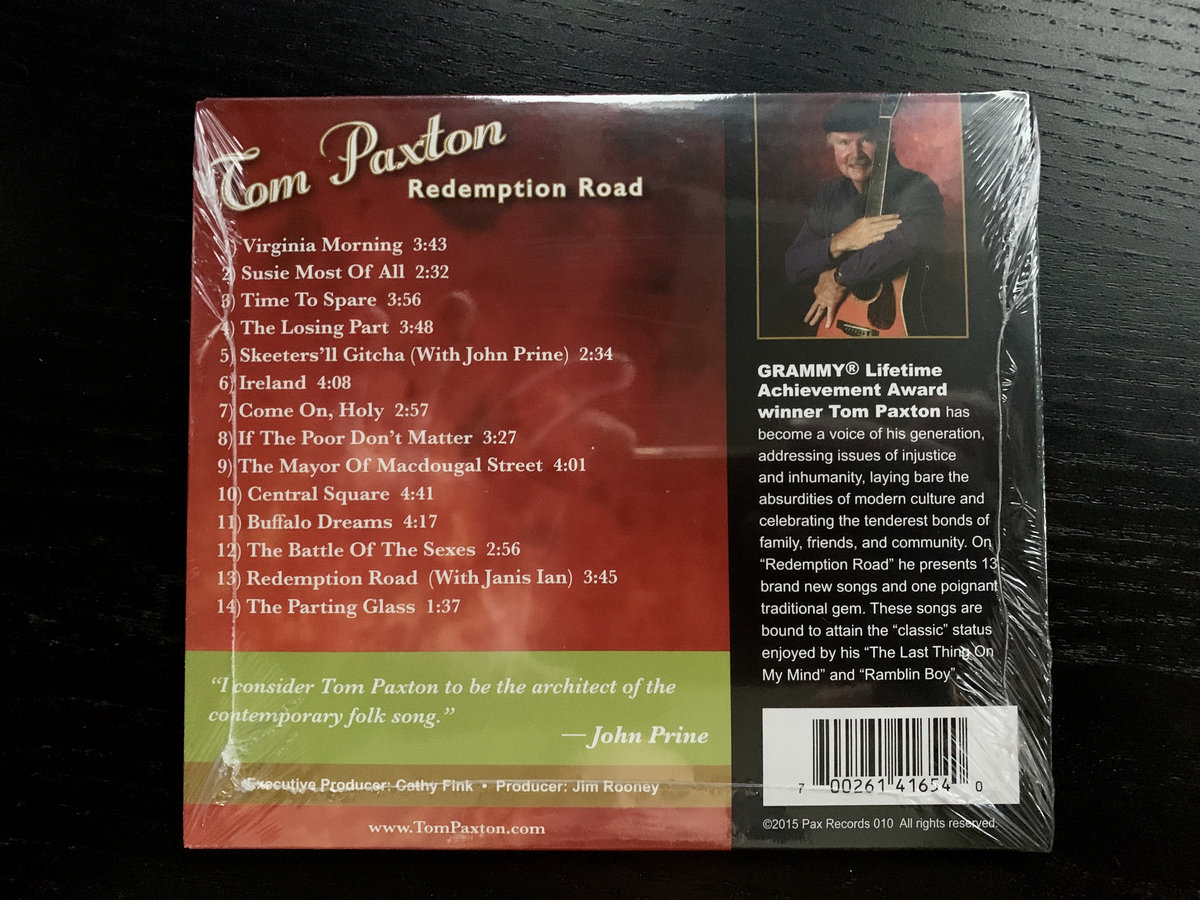 Tom Paxton
Redemption Road
1) Virginia Morning 3:43
2) Susie Most Of All 2:32
3) Time To Spare 3:56
4) The Losing Part 3:48
5) Skeeters'll Gitcha (With John Prine) 2:34
6) Ireland 4:08
7) Come On, Holy 2:57
8) If The Poor Don't Matter 3:27
9) The Mayor Of Macdougal Street 4:01
10) Central Square 4:41
11) Buffalo Dreams 4:17
12) The Battle Of The Sexes 2:56
13) Redemption Road (With Janis Ian) 3:45
14) The Parting Glass 1:37
“I consider Tom Paxton to be the architect of the
contemporary folk song.”
— John Prine
Executive Producer: Cathy Fink • Producer: Jim Rooney
www.TomPaxton.com
GRAMMY® Lifetime
Achievement Award
winner Tom Paxton has
become a voice of his generation,
addressing issues of injustice
and inhumanity, laying bare the
absurdities of modern culture and
celebrating the tenderest bonds of
family, friends, and community. On
“Redemption Road” he presents 13
brand new songs and one poignant
traditional gem. These songs are
bound to attain the “classic” status
enjoyed by his “The Last Thing On
My Mind” and “Ramblin Boy”.
7 00261 41654 0
©2015 Pax Records 010 All rights reserved.